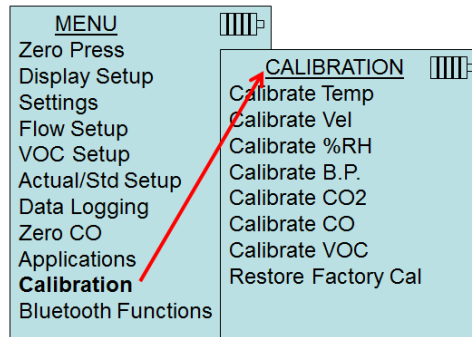 MENU
Zero Press
Display Setup
Settings
Flow Setup
VOC Setup
Actual/Std Setup
Data Logging
Zero CO
Applications
Calibration
Bluetooth Functions
CALIBRATION
Calibrate Temp
Calibrate Vel
Calibrate %RH
Calibrate B.P.
Calibrate CO2
Calibrate CO
Calibrate VOC
Restore Factory Cal